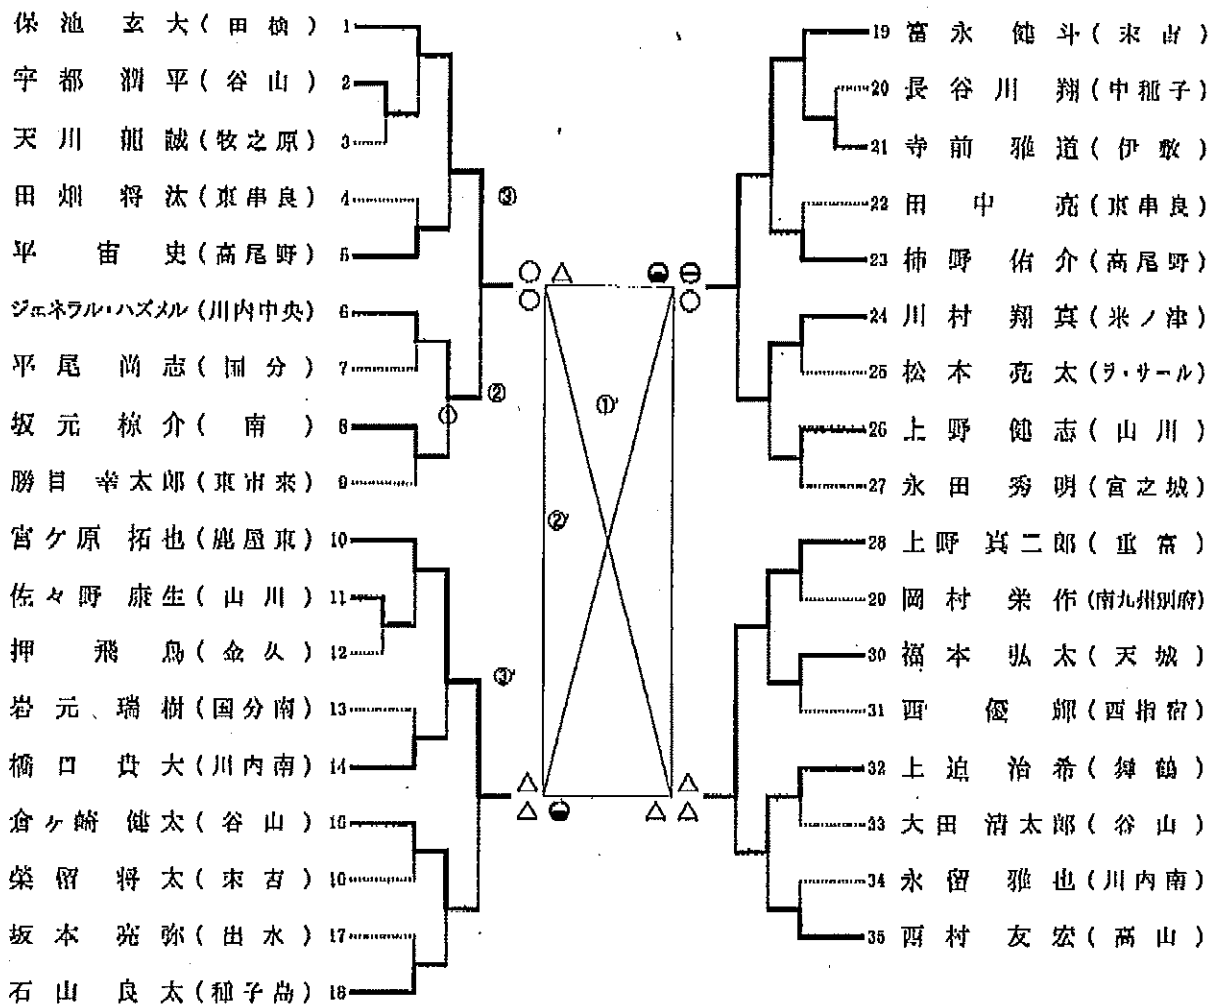 保池 玄大(田検) 1
宇都 潤平(谷山) 2
天川 龍誠(牧之原) 3
田畑 将汰(東串良) 4
平 宙史(高尾野) 5
ジェネラル・ハズメル(川内中央) 6
平尾 尚志(国分) 7
坂元 椋介(南) 8
勝目 幸太郎(東市来) 9
宮ケ原 拓也(鹿屋東) 10
佐々野 康生(山川) 11
押 飛鳥(金久) 12
岩元 瑞樹(国分南) 13
橋口 貴大(川内南) 14
倉ヶ崎 健太(谷山) 15
榮留 将太(末吉) 16
坂本 亮弥(出水) 17
石山 良太(種子島) 18
③
②
①
③'
○△
○
△
△◒
①'
②'
◒⊖
○
△
△△
19 富永 健斗(末吉)
20 長谷川 翔(中種子)
21 寺前 雅道(伊敷)
22 田中 亮(東串良)
23 柿野 佑介(高尾野)
24 川村 翔真(米ノ津)
25 松本 亮太(ラ・サール)
26 上野 健志(山川)
27 永田 秀明(宮之城)
28 上野 真二郎(重富)
29 岡村 栄作(南九州別府)
30 福本 弘太(天城)
31 西 優郷(西指宿)
32 上迫 治希(舞鶴)
33 大田 清太郎(谷山)
34 永留 雅也(川内南)
35 西村 友宏(高山)